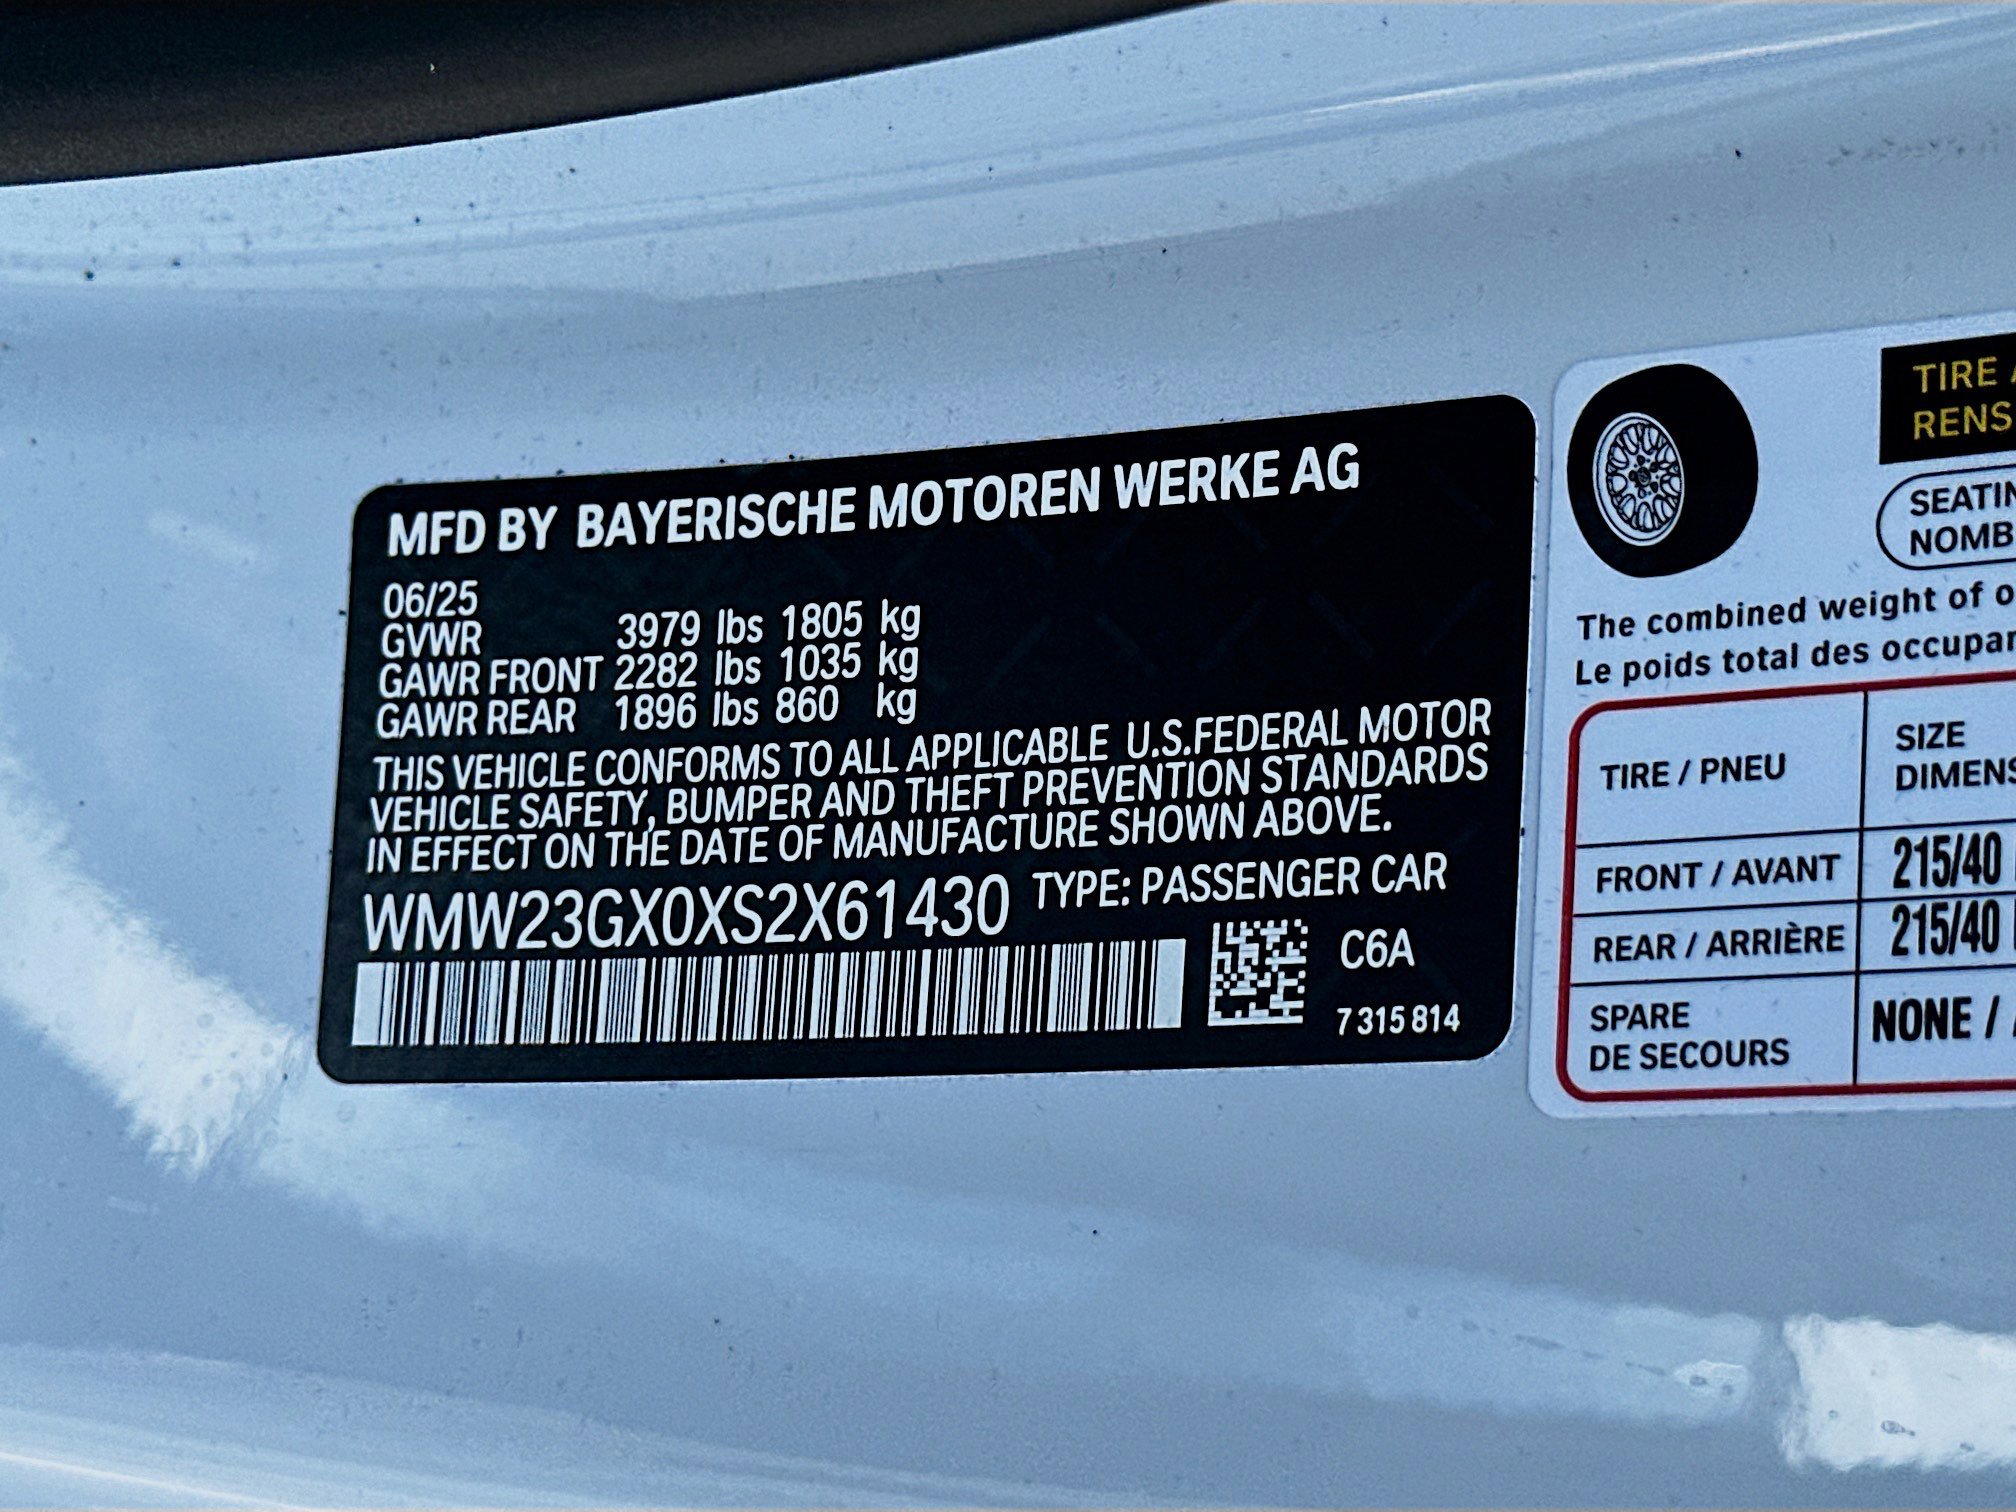 MFD BY BAYERISCHE MOTOREN WERKE AG
06/25
GVWR 3979 lbs 1805 kg
GAWR FRONT 2282 lbs 1035 kg
GAWR REAR 1896 lbs 860 kg
THIS VEHICLE CONFORMS TO ALL APPLICABLE U.S.FEDERAL MOTOR
VEHICLE SAFETY, BUMPER AND THEFT PREVENTION STANDARDS
IN EFFECT ON THE DATE OF MANUFACTURE SHOWN ABOVE.
WMW23GX0XS2X61430 TYPE: PASSENGER CAR
C6A
7 315 814
TIRE
RENS
SEATIN
NOMB
The combined weight of o
Le poids total des occupan
TIRE / PNEU
SIZE
DIMENS
FRONT / AVANT 215/40
REAR / ARRIÈRE 215/40
SPARE
DE SECOURS
NONE /